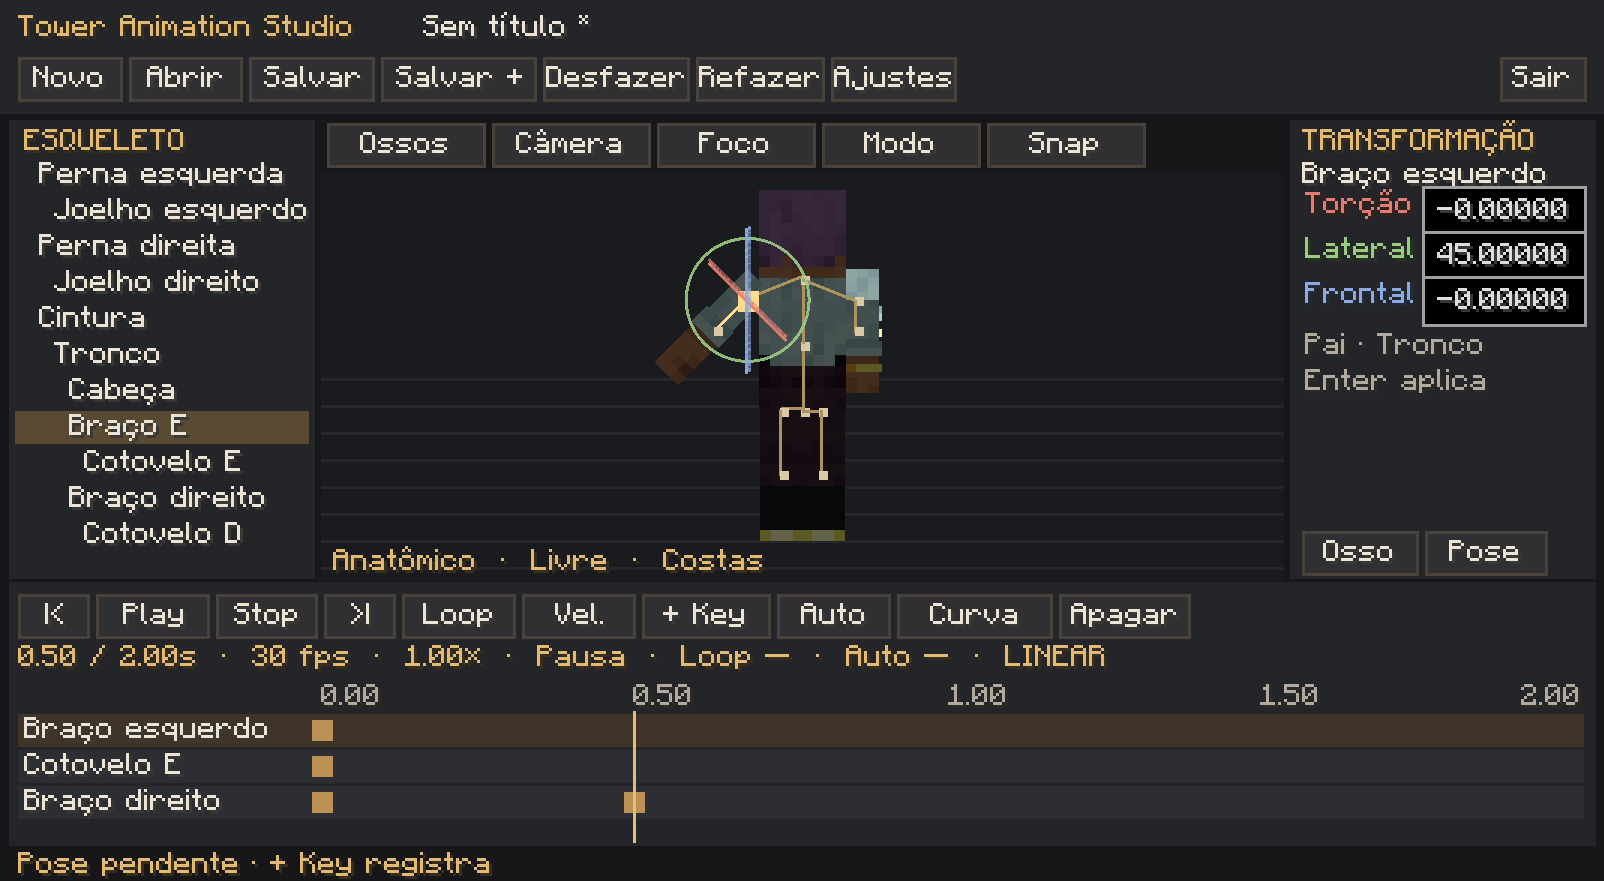 Tower Animation Studio Sem título *
Novo Abrir Salvar Salvar + Desfazer Refazer Ajustes Sair
ESQUELETO
Perna esquerda
Joelho esquerdo
Perna direita
Joelho direito
Cintura
Tronco
Cabeça
Braço E
Cotovelo E
Braço direito
Cotovelo D
Ossos Câmera Foco Modo Snap
Anatômico · Livre · Costas
TRANSFORMAÇÃO
Braço esquerdo
Torção -0.00000
Lateral 45.00000
Frontal -0.00000
Pai · Tronco
Enter aplica
Osso Pose
|< Play Stop >| Loop Vel. + Key Auto Curva Apagar
0.50 / 2.00s · 30 fps · 1.00x · Pausa · Loop — · Auto — · LINEAR
0.00 0.50 1.00 1.50 2.00
Braço esquerdo
Cotovelo E
Braço direito
Pose pendente · + Key registra